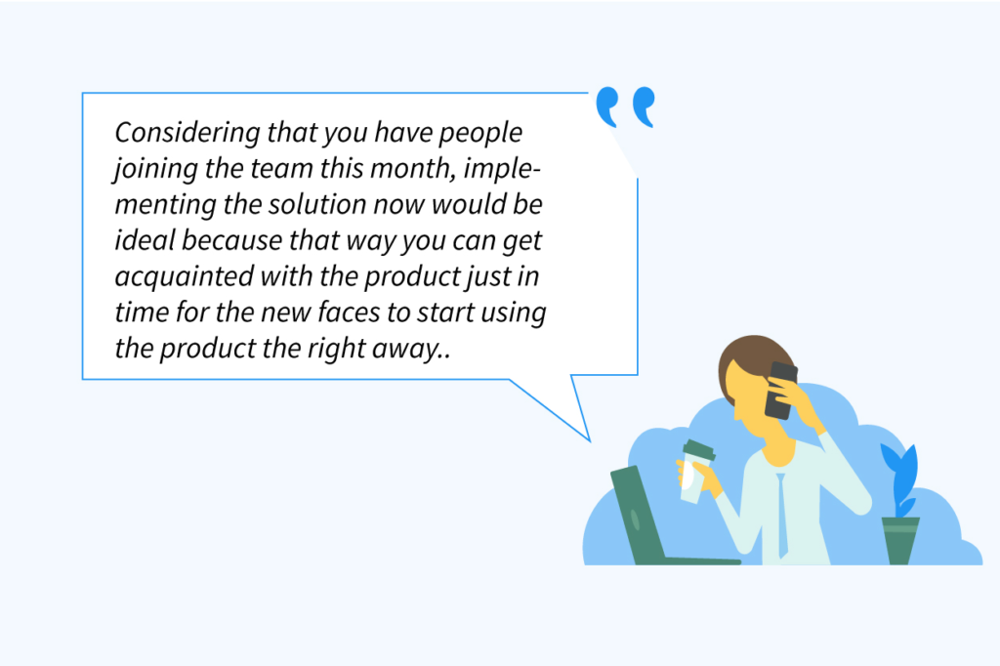 Considering that you have people
joining the team this month, imple-
menting the solution now would be
ideal because that way you can get
acquainted with the product just in
time for the new faces to start using
the product the right away..